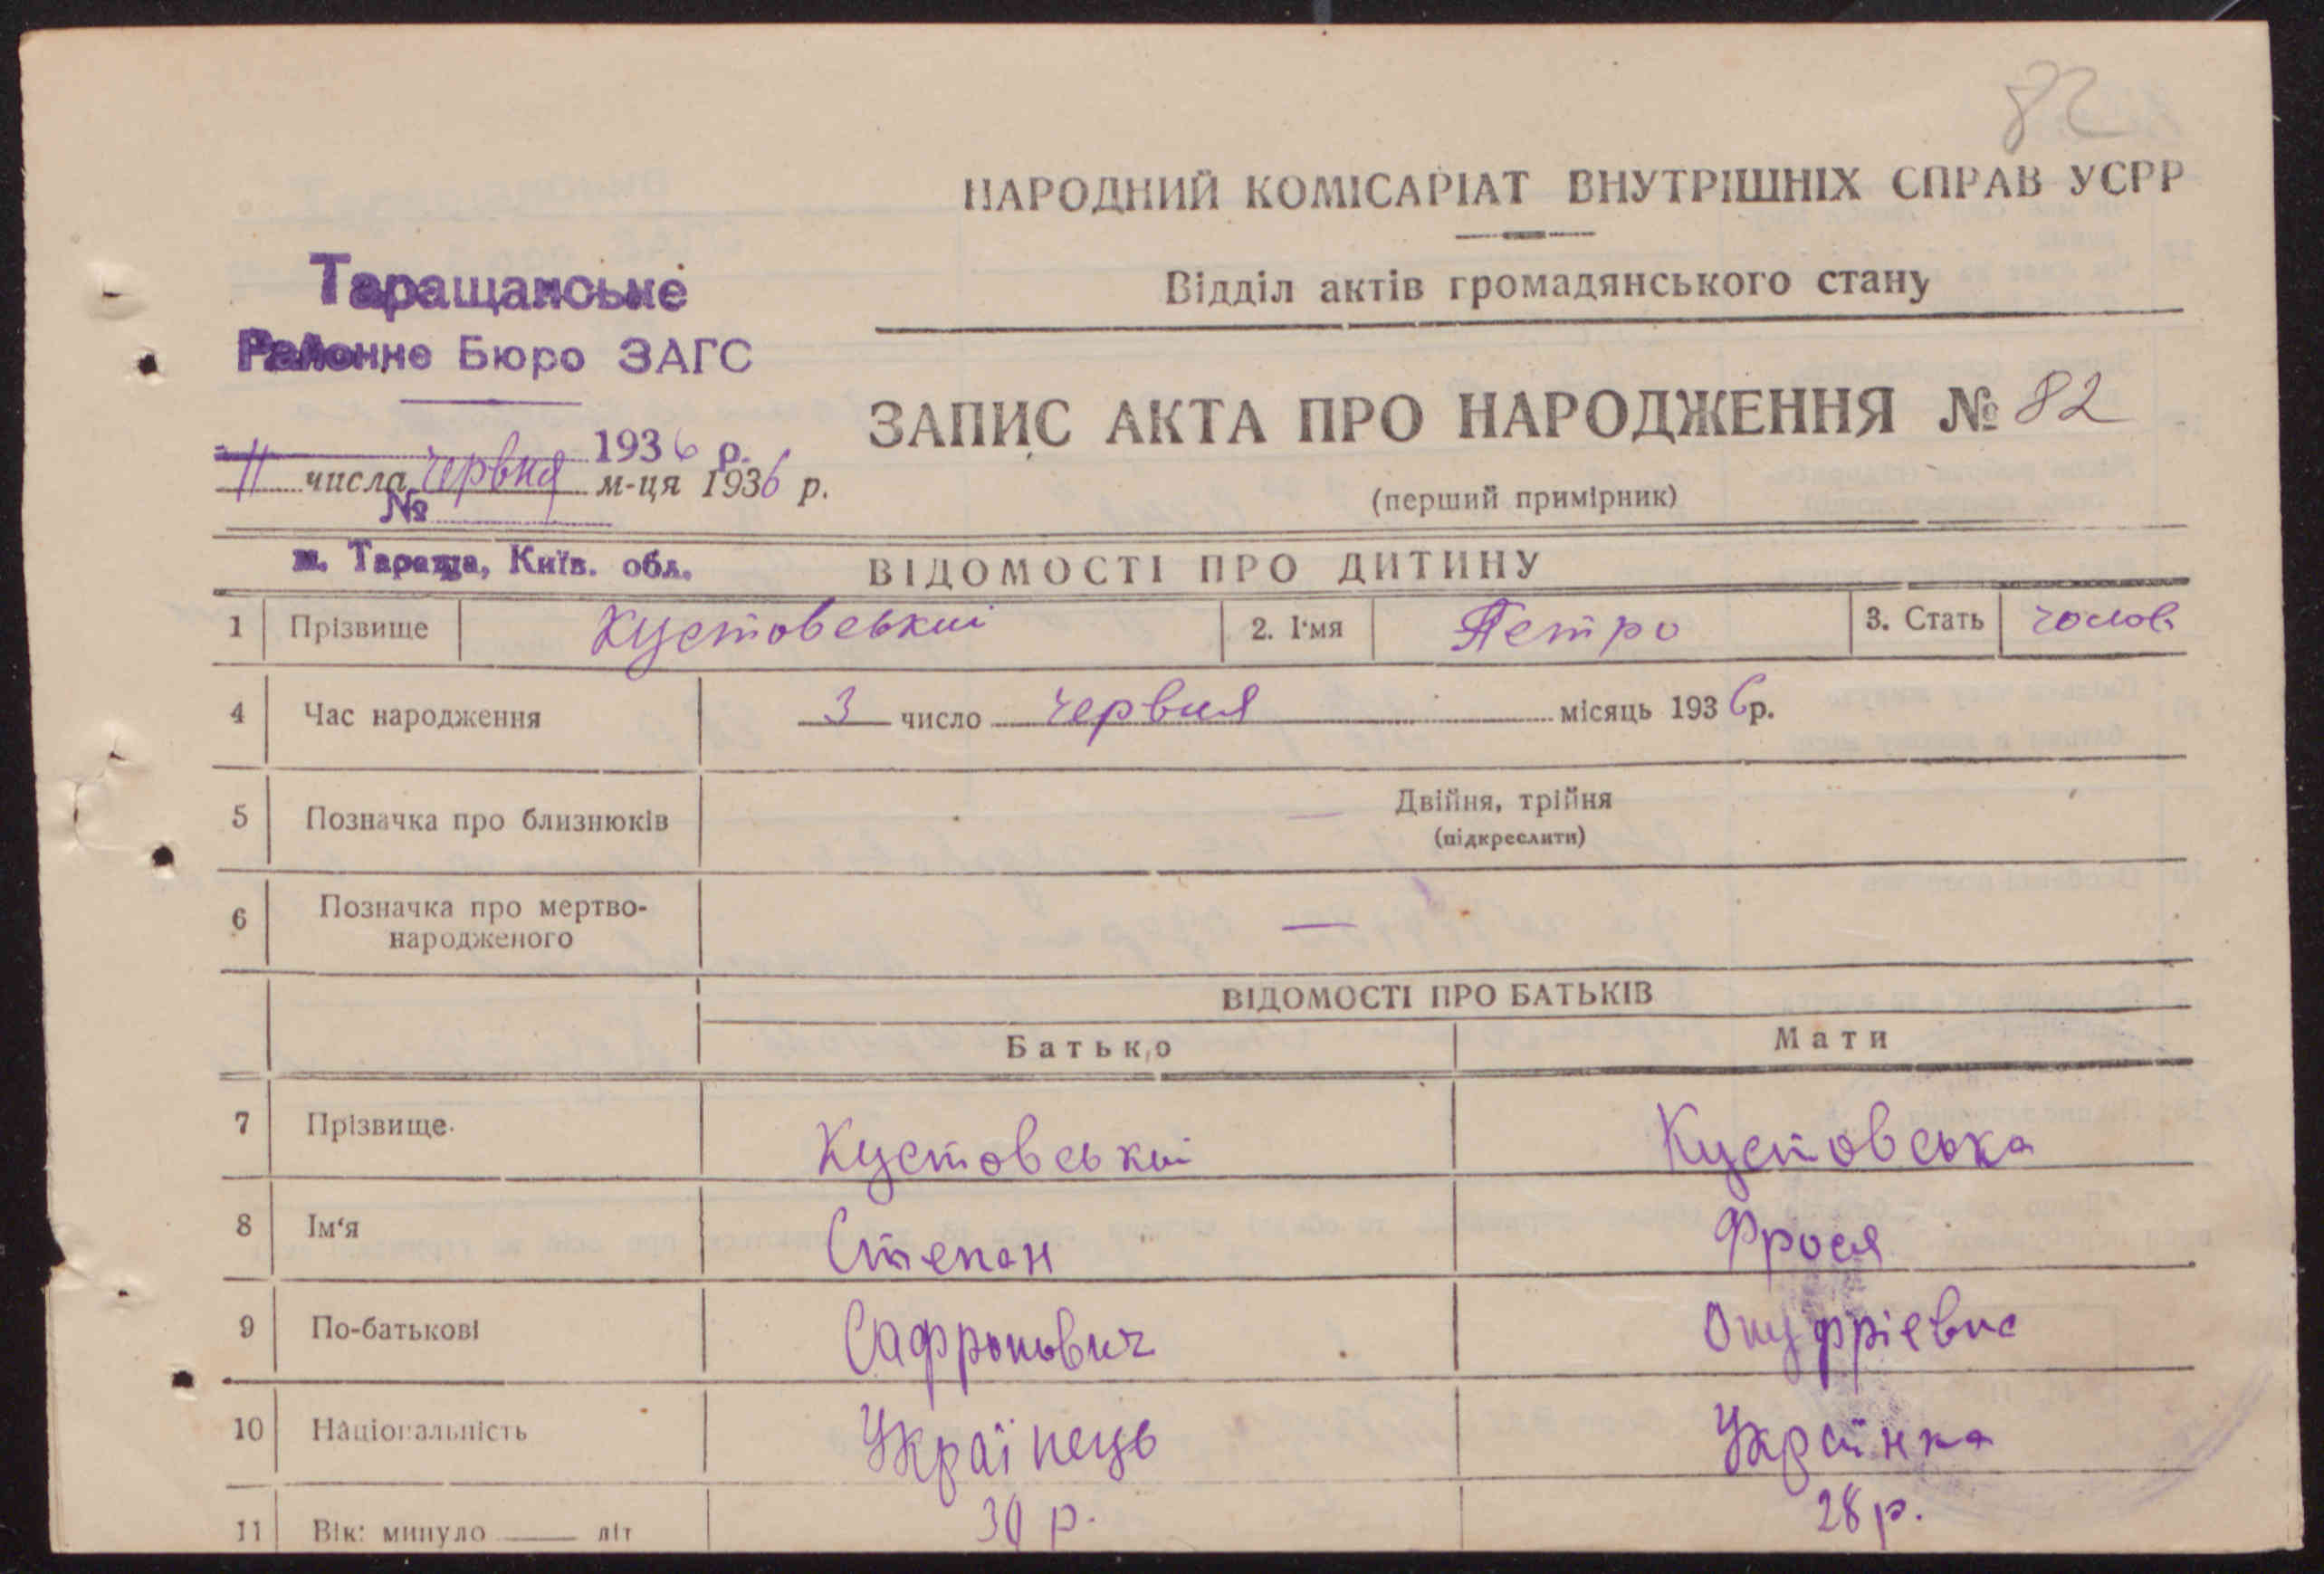 82
НАРОДНИЙ КОМІСАРІАТ ВНУТРІШНІХ СПРАВ УСРР
Відділ актів громадянського стану
Таращанське
Районне Бюро ЗАГС
ЗАПИС АКТА ПРО НАРОДЖЕННЯ № 82
(перший примірник)
1936 р.
11 числа червня м-ця 1936 р.
№
м. Тараща, Київ. обл.
ВІДОМОСТІ ПРО ДИТИНУ
1 Прізвище Кустовський 2. І'мя Петро 3. Стать чолов.
4 Час народження 3 число червня місяць 1936 р.
5 Позначка про близнюків — Двійня, трійня
(підкреслити)
6 Позначка про мертво-
народженого —
ВІДОМОСТІ ПРО БАТЬКІВ
Батько Мати
7 Прізвище Кустовський Кустовська
8 Ім'я Степан Фрося
9 По-батькові Сафронович Онуфріевна
10 Національність Українець Українка
11 Вік: минуло літ 30 р. 28 р.